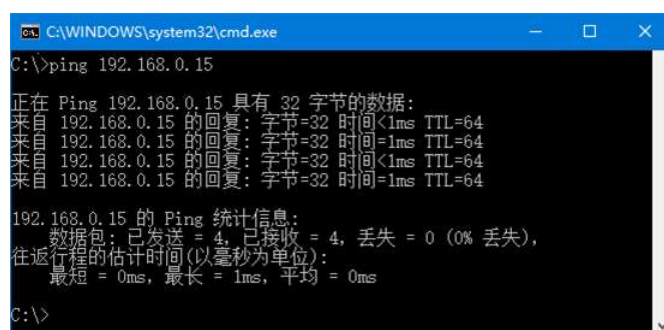 C:\WINDOWS\system32\cmd.exe
C:\>ping 192.168.0.15
正在 Ping 192.168.0.15 具有 32 字节的数据:
来自 192.168.0.15 的回复: 字节=32 时间<1ms TTL=64
来自 192.168.0.15 的回复: 字节=32 时间=1ms TTL=64
来自 192.168.0.15 的回复: 字节=32 时间<1ms TTL=64
来自 192.168.0.15 的回复: 字节=32 时间=1ms TTL=64
192.168.0.15 的 Ping 统计信息:
数据包: 已发送 = 4, 已接收 = 4, 丢失 = 0 (0% 丢失),
往返行程的估计时间(以毫秒为单位):
最短 = 0ms, 最长 = 1ms, 平均 = 0ms
C:\>